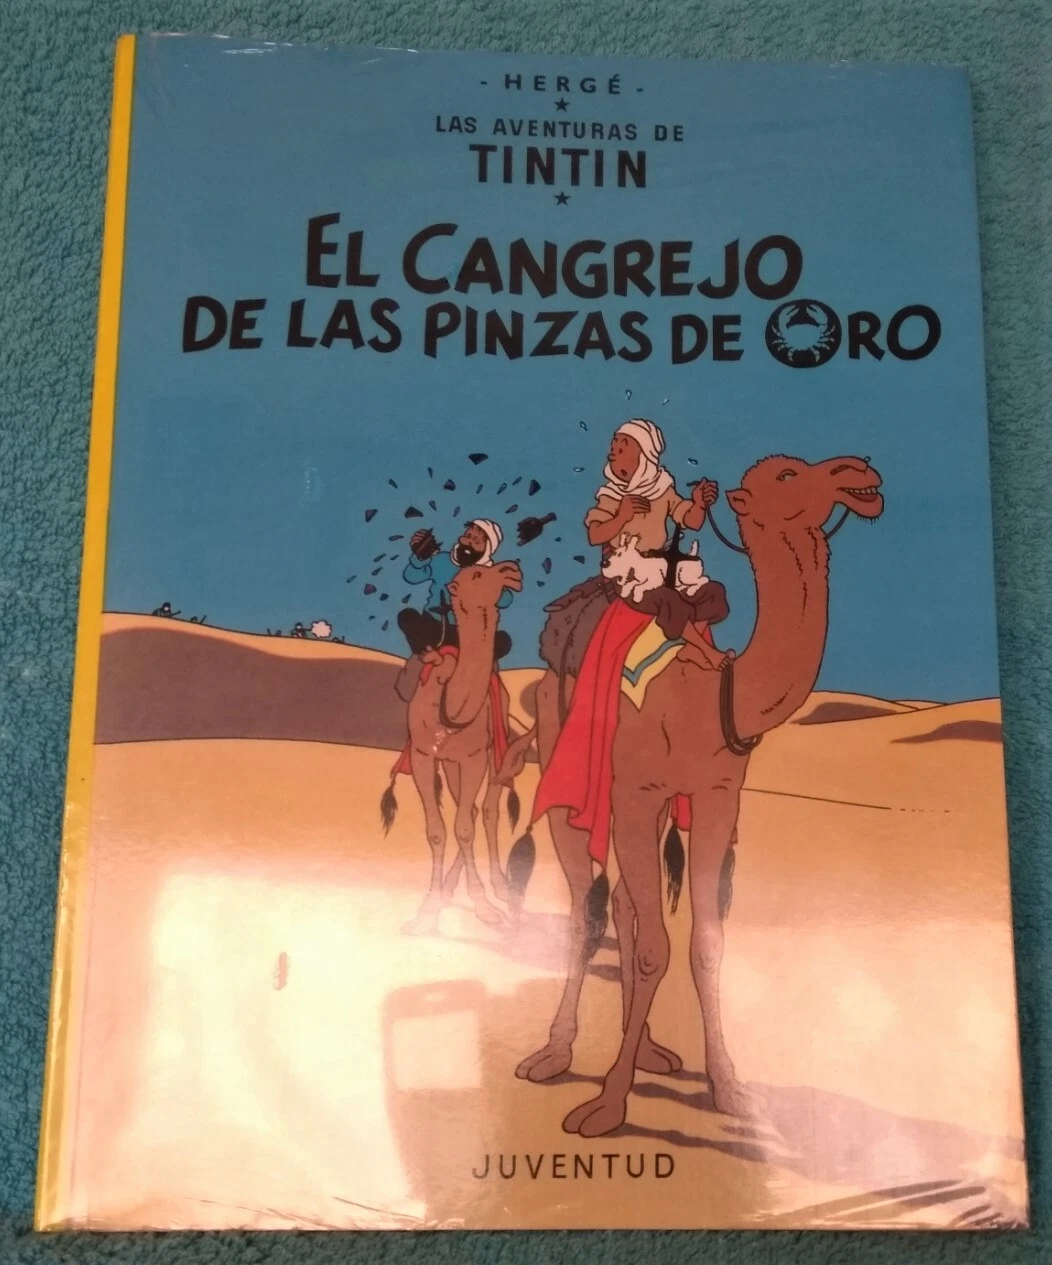 - HERGÉ -
LAS AVENTURAS DE
TINTIN
EL CANGREJO
DE LAS PINZAS DE ORO
JUVENTUD